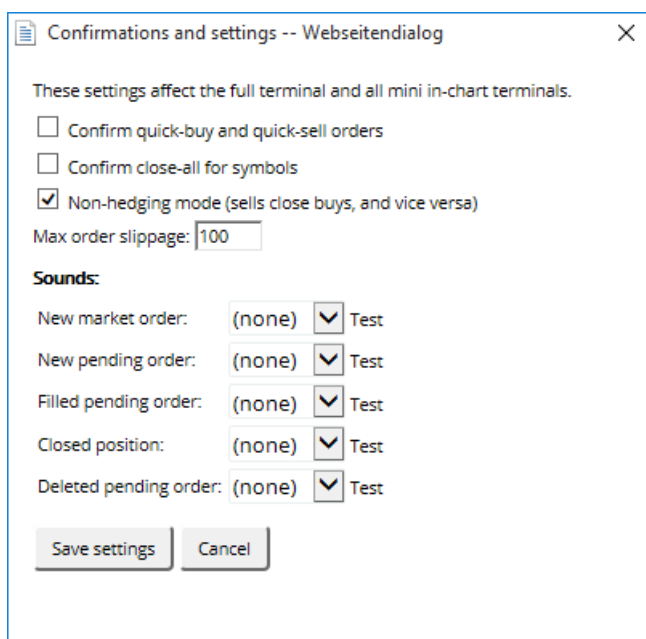 Confirmations and settings -- Webseitendialog
These settings affect the full terminal and all mini in-chart terminals.
Confirm quick-buy and quick-sell orders
Confirm close-all for symbols
Non-hedging mode (sells close buys, and vice versa)
Max order slippage: 100
Sounds:
New market order: (none) Test
New pending order: (none) Test
Filled pending order: (none) Test
Closed position: (none) Test
Deleted pending order: (none) Test
Save settings Cancel